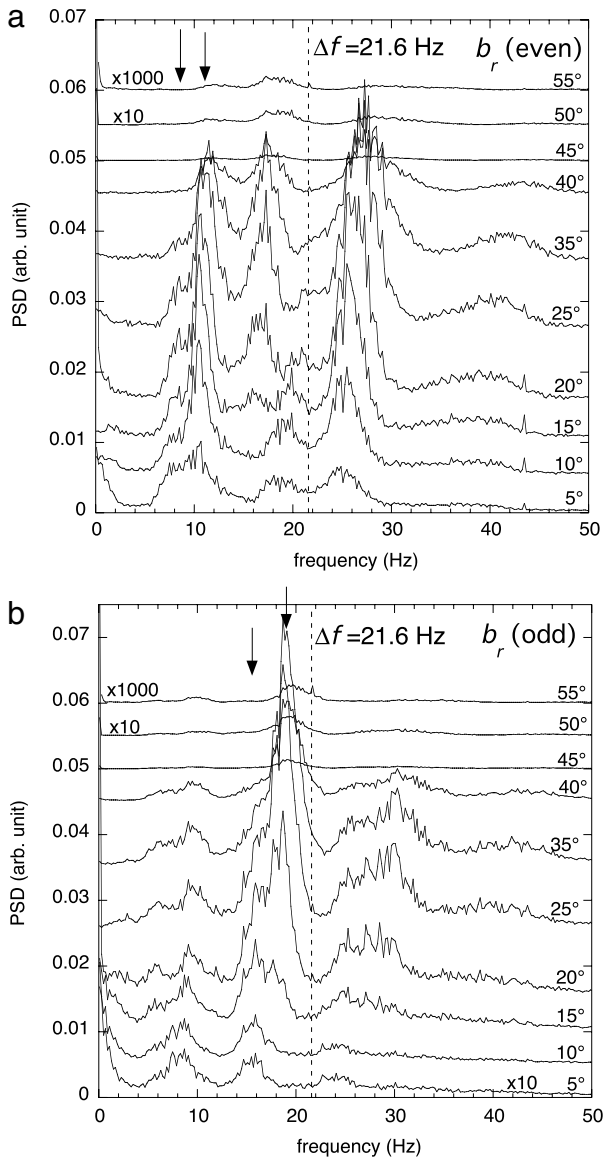 a
Δf=21.6 Hz b_r (even)
0.07
x1000
55°
0.06
x10
50°
45°
0.05
40°
0.04
35°
25°
0.03
20°
0.02
15°
10°
0.01
5°
0
PSD (arb. unit)
0 10 20 30 40 50
frequency (Hz)
b
Δf=21.6 Hz b_r (odd)
0.07
x1000
55°
0.06
x10
50°
45°
0.05
40°
0.04
35°
0.03
25°
0.02
20°
15°
0.01
10°
x10 5°
0
PSD (arb. unit)
0 10 20 30 40 50
frequency (Hz)